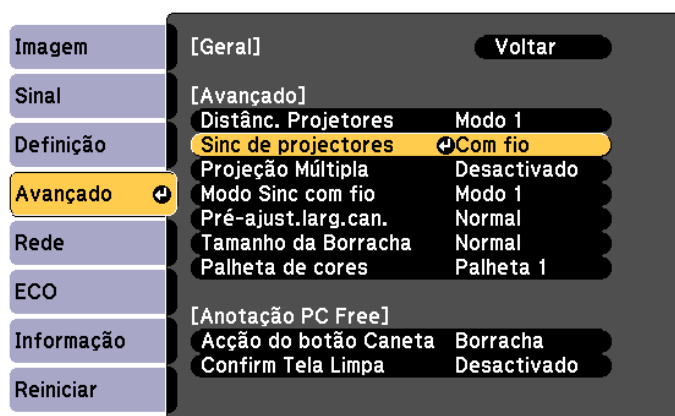 Imagem
Sinal
Definição
Avançado
Rede
ECO
Informação
Reiniciar
[Geral] Voltar
[Avançado]
Distânc. Projetores Modo 1
Sinc de projectores Com fio
Projeção Múltipla Desactivado
Modo Sinc com fio Modo 1
Pré-ajust.larg.can. Normal
Tamanho da Borracha Normal
Palheta de cores Palheta 1
[Anotação PC Free]
Acção do botão Caneta Borracha
Confirm Tela Limpa Desactivado